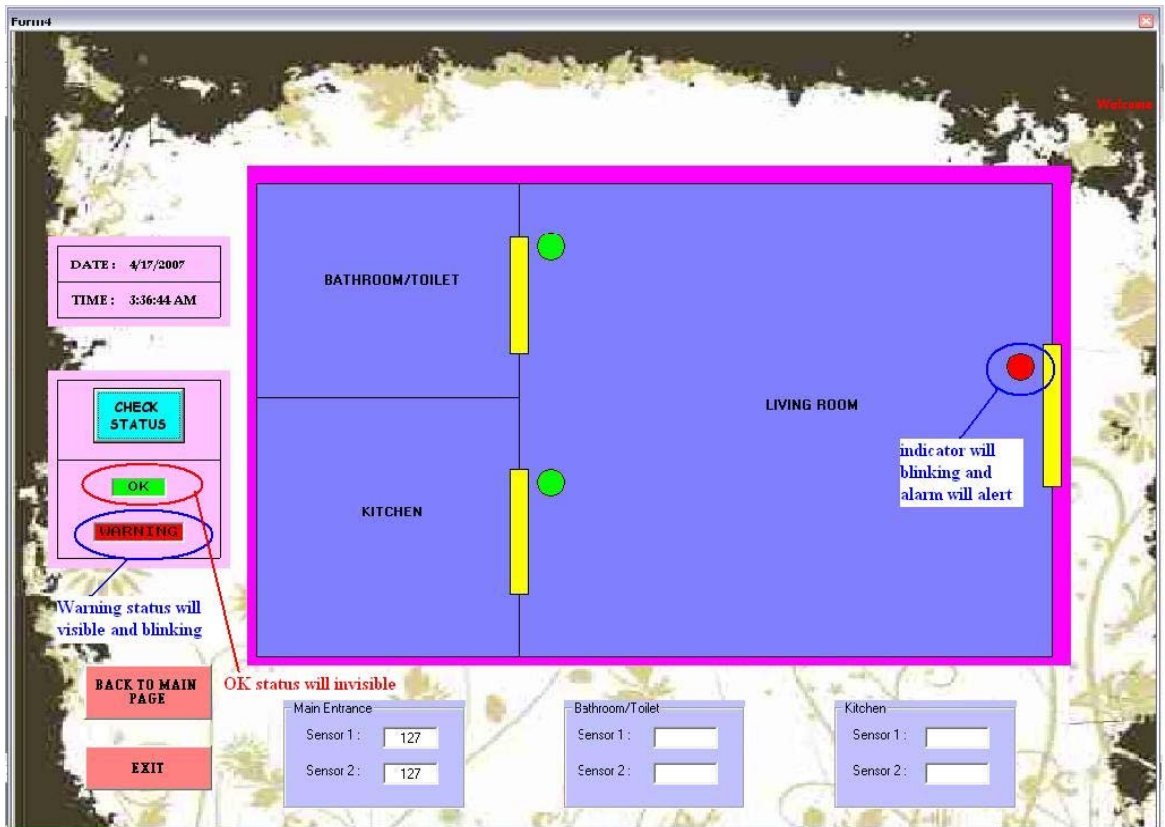 Form4
Welcome
DATE : 4/17/2007
TIME : 3:36:44 AM
CHECK
STATUS
OK
WARNING
Warning status will
visible and blinking
BACK TO MAIN
PAGE
EXIT
BATHROOM/TOILET
KITCHEN
LIVING ROOM
indicator will
blinking and
alarm will alert
OK status will invisible
Main Entrance
Sensor 1 : 127
Sensor 2 : 127
Bathroom/Toilet
Sensor 1 :
Sensor 2 :
Kitchen
Sensor 1 :
Sensor 2 :